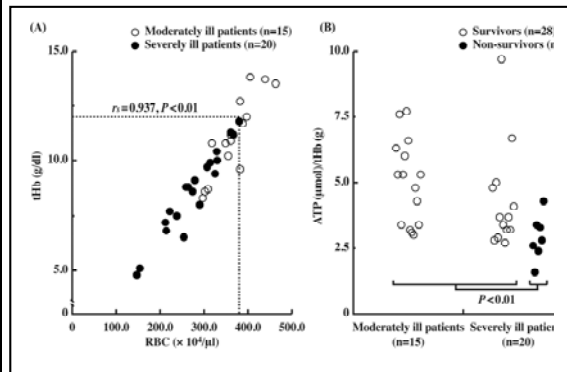 (A)
Moderately ill patients (n=15)
Severely ill patients (n=20)
15.0
10.0
5.0
0
tHb (g/dl)
rs=0.937, P<0.01
0
100.0
200.0
300.0
400.0
500.0
RBC (× 10⁴/μl)
(B)
Survivors (n=28
Non-survivors (
10.0
7.5
5.0
2.5
0
ATP (μmol)/tHb (g)
P<0.01
Moderately ill patients
(n=15)
Severely ill patie
(n=20)